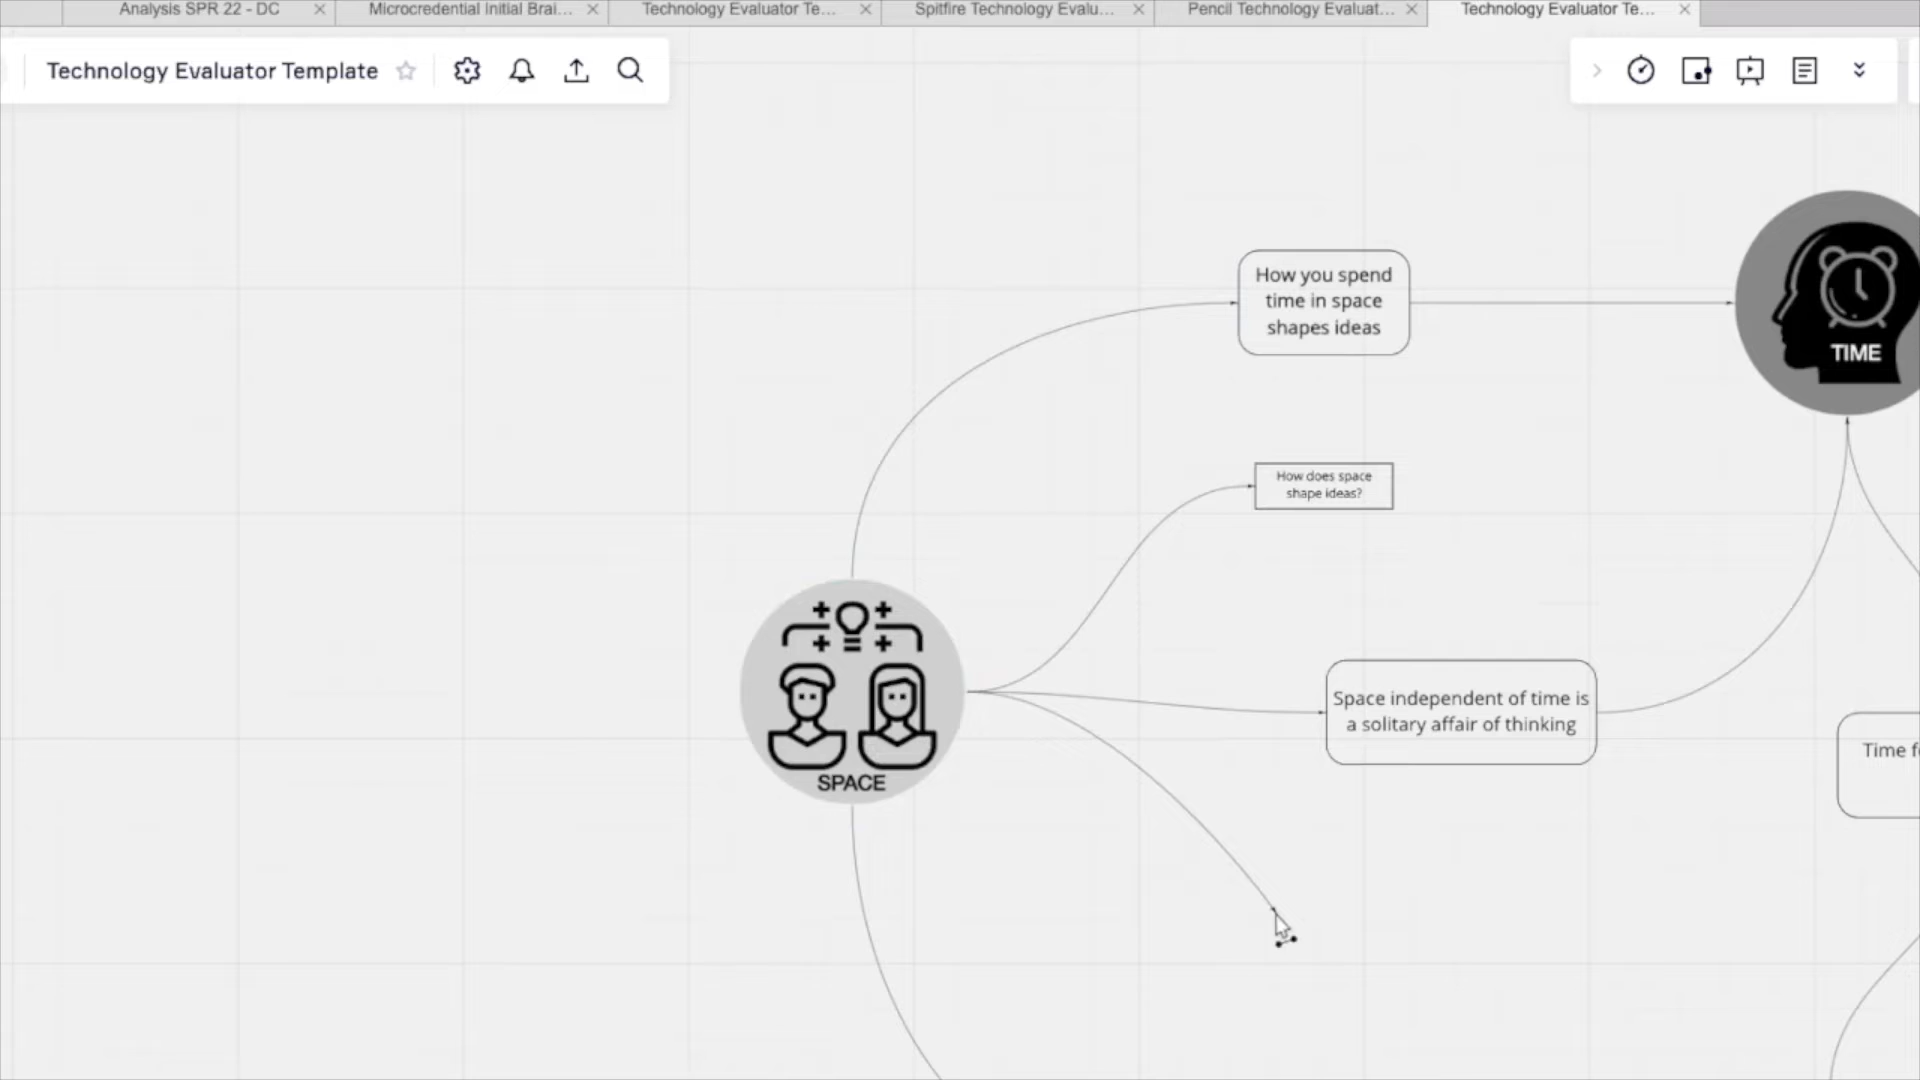 Analysis SPR 22 - DC
Microcredential Initial Brai...
Technology Evaluator Te...
Spitfire Technology Evalu...
Pencil Technology Evaluat...
Technology Evaluator Te...
Technology Evaluator Template
How you spend
time in space
shapes ideas
TIME
How does space
shape ideas?
SPACE
Space independent of time is
a solitary affair of thinking
Time